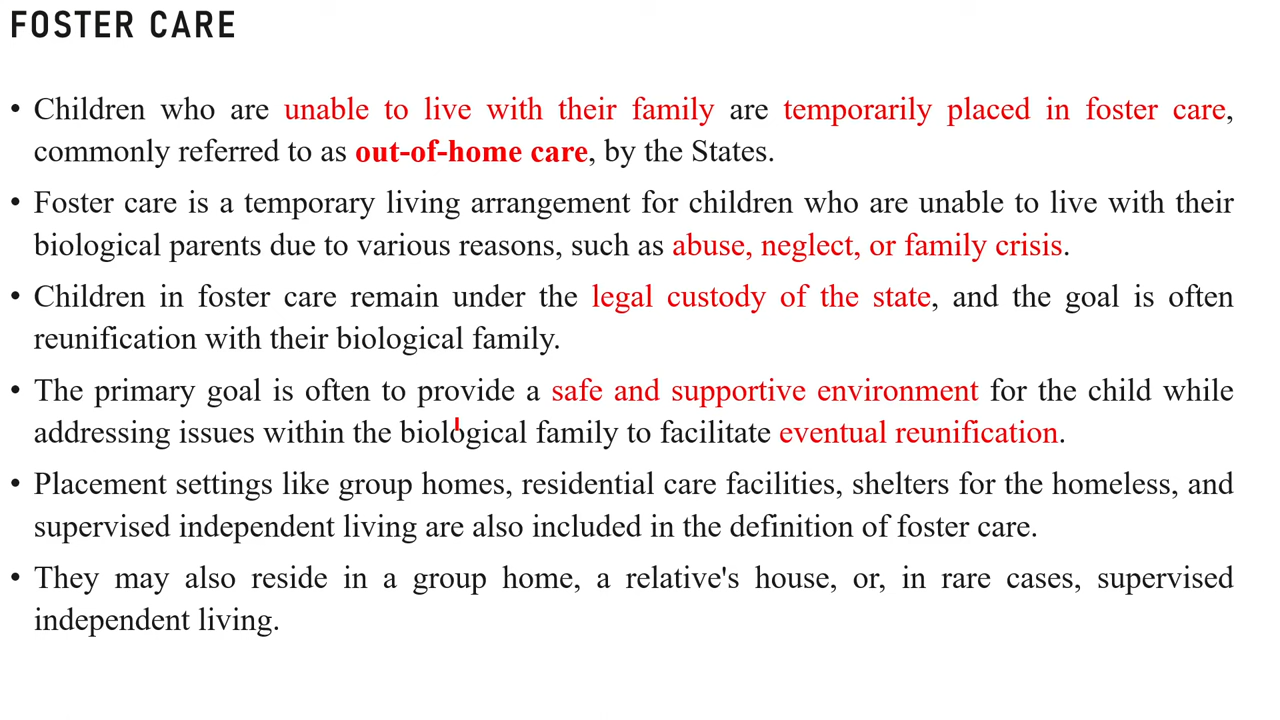 FOSTER CARE
• Children who are unable to live with their family are temporarily placed in foster care,
commonly referred to as out-of-home care, by the States.
• Foster care is a temporary living arrangement for children who are unable to live with their
biological parents due to various reasons, such as abuse, neglect, or family crisis.
• Children in foster care remain under the legal custody of the state, and the goal is often
reunification with their biological family.
• The primary goal is often to provide a safe and supportive environment for the child while
addressing issues within the biological family to facilitate eventual reunification.
• Placement settings like group homes, residential care facilities, shelters for the homeless, and
supervised independent living are also included in the definition of foster care.
• They may also reside in a group home, a relative's house, or, in rare cases, supervised
independent living.